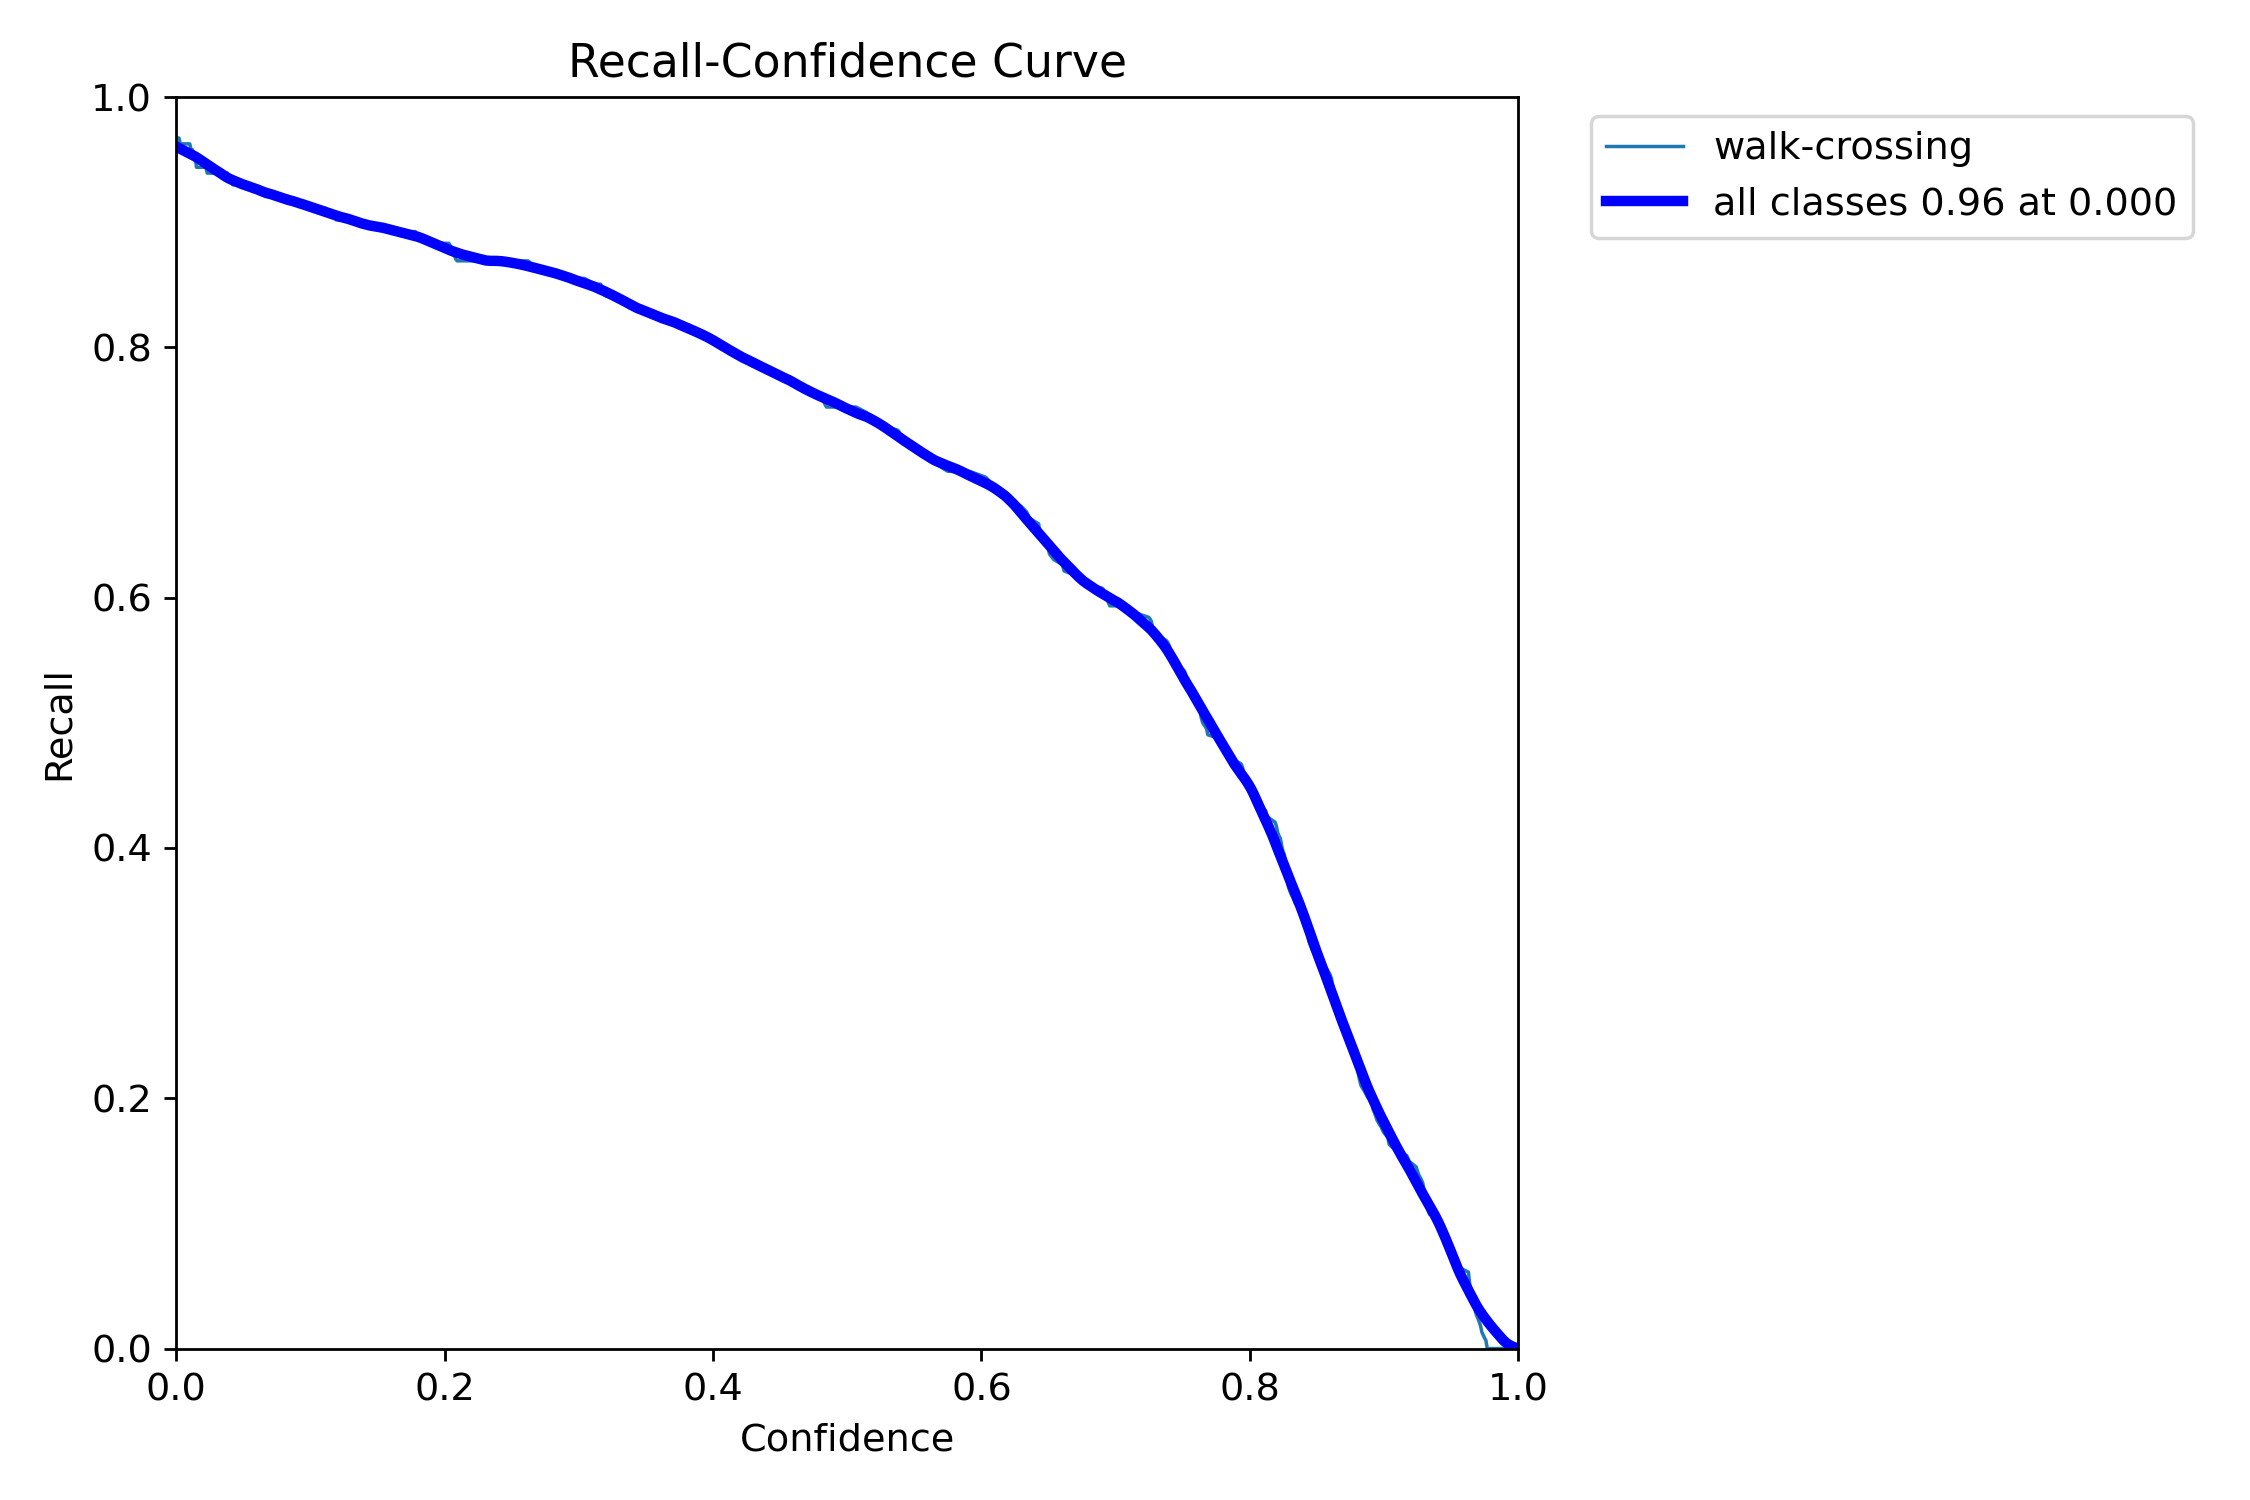 Recall-Confidence Curve
1.0
0.8
0.6
0.4
0.2
0.0
Recall
0.0 0.2 0.4 0.6 0.8 1.0
Confidence
walk-crossing
all classes 0.96 at 0.000